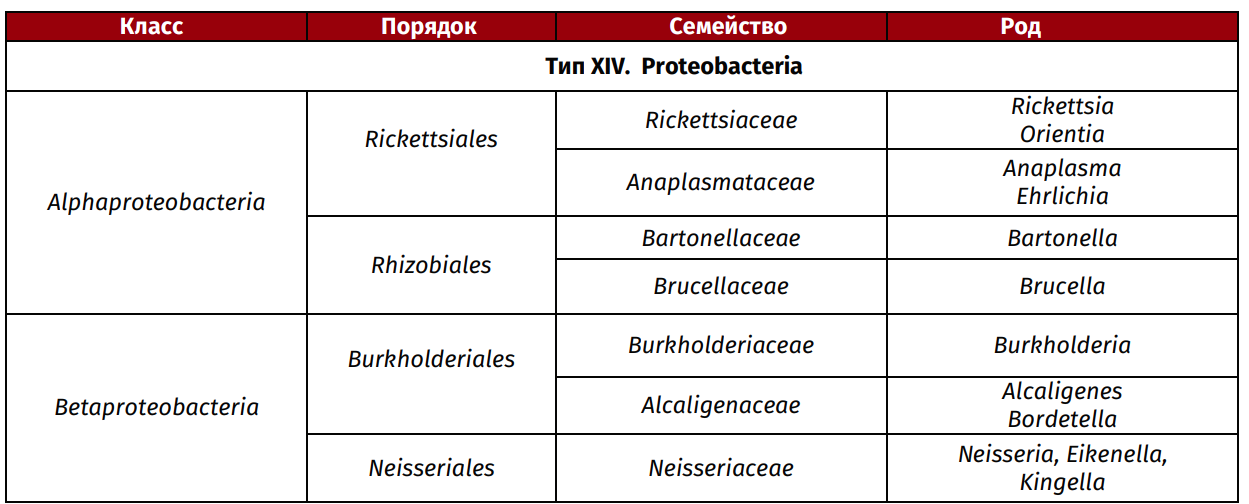 Класс Порядок Семейство Род
Тип XIV. Proteobacteria
Alphaproteobacteria
Rickettsiales
Rickettsiaceae
Rickettsia
Orientia
Anaplasmataceae
Anaplasma
Ehrlichia
Rhizobiales
Bartonellaceae
Bartonella
Brucellaceae
Brucella
Betaproteobacteria
Burkholderiales
Burkholderiaceae
Burkholderia
Alcaligenaceae
Alcaligenes
Bordetella
Neisseriales
Neisseriaceae
Neisseria, Eikenella,
Kingella